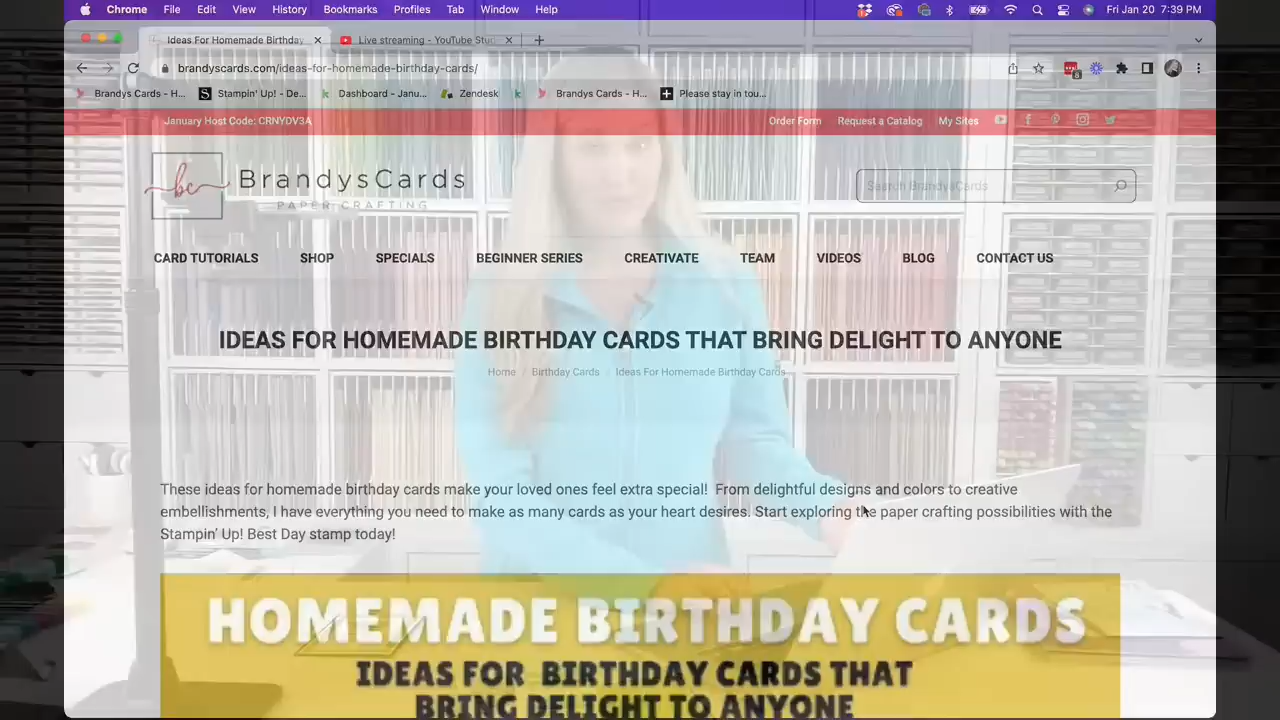 Chrome File Edit View History Bookmarks Profiles Tab Window Help Fri Jan 20 7:39 PM
Ideas For Homemade Birthday Live streaming - YouTube Stu
brandyscards.com/ideas-for-homemade-birthday-cards/
Brandys Cards - H... Stampin' Up! - De... Dashboard - Janu... Zendesk Brandys Cards - H... Please stay in tou...
January Host Code: CRNYDV3A Order Form Request a Catalog My Sites
bc BrandysCards
PAPER CRAFTING
Search BrandysCards
CARD TUTORIALS SHOP SPECIALS BEGINNER SERIES CREATIVATE TEAM VIDEOS BLOG CONTACT US
IDEAS FOR HOMEMADE BIRTHDAY CARDS THAT BRING DELIGHT TO ANYONE
Home / Birthday Cards / Ideas For Homemade Birthday Cards
These ideas for homemade birthday cards make your loved ones feel extra special! From delightful designs and colors to creative
embellishments, I have everything you need to make as many cards as your heart desires. Start exploring the paper crafting possibilities with the
Stampin' Up! Best Day stamp today!
HOMEMADE BIRTHDAY CARDS
IDEAS FOR BIRTHDAY CARDS THAT
BRING DELIGHT TO ANYONE